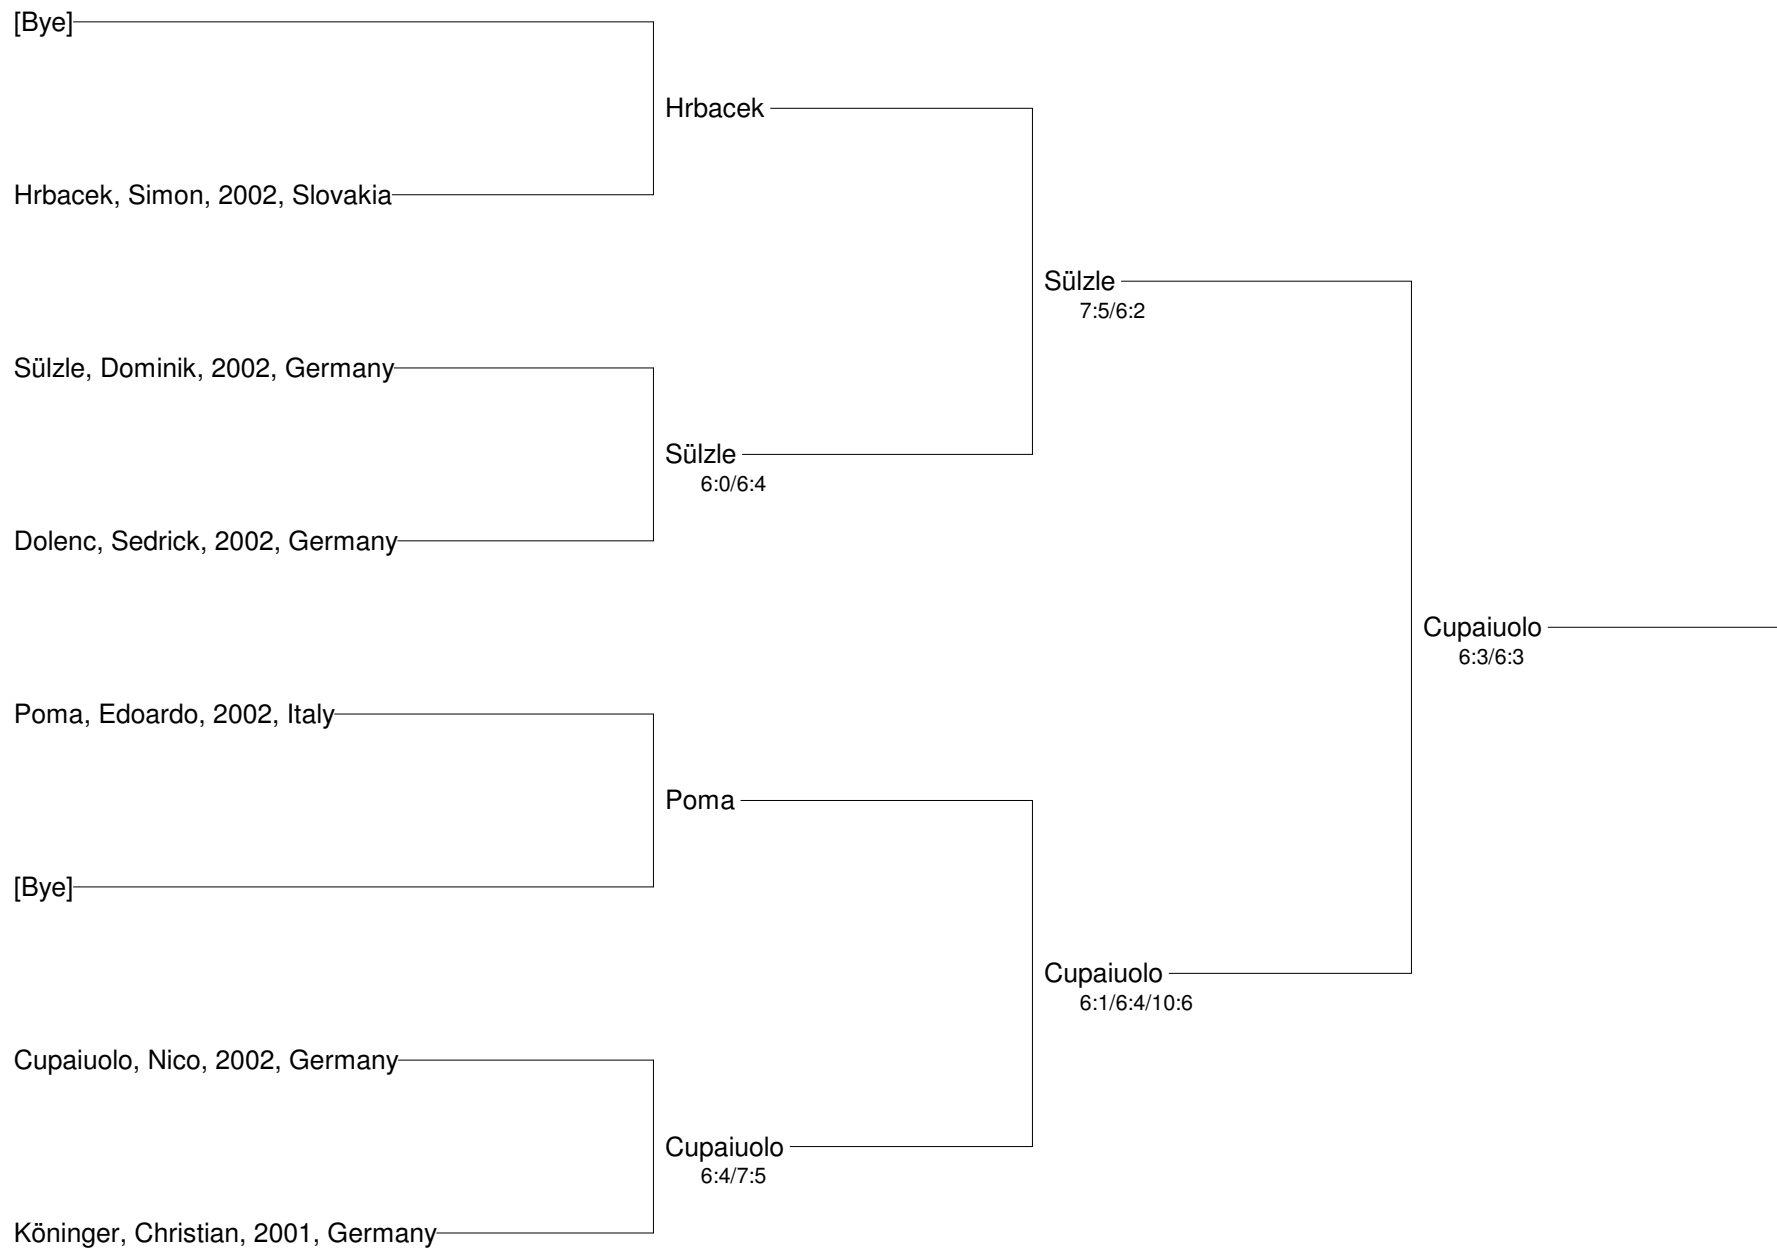 [Bye]
Hrbacek
Hrbacek, Simon, 2002, Slovakia
Sülzle
7:5/6:2
Sülzle, Dominik, 2002, Germany
Sülzle
6:0/6:4
Dolenc, Sedrick, 2002, Germany
Cupaiuolo
6:3/6:3
Poma, Edoardo, 2002, Italy
Poma
[Bye]
Cupaiuolo
6:1/6:4/10:6
Cupaiuolo, Nico, 2002, Germany
Cupaiuolo
6:4/7:5
Köninger, Christian, 2001, Germany